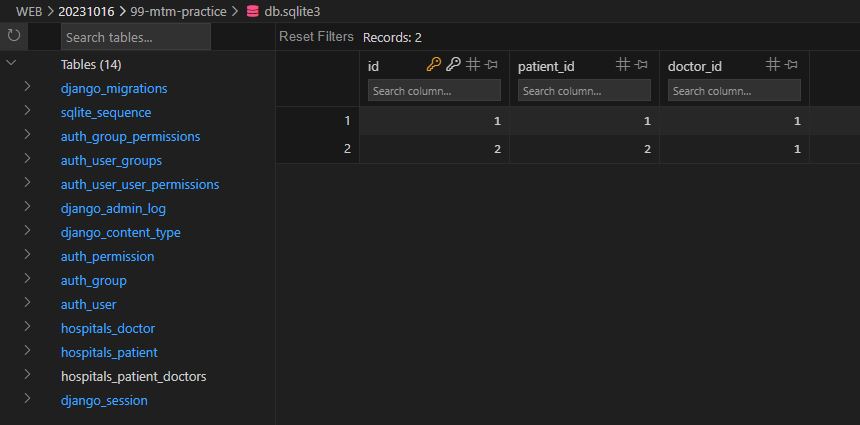 WEB > 20231016 > 99-mtm-practice > db.sqlite3
Search tables...
Reset Filters Records: 2
Tables (14)
django_migrations
sqlite_sequence
auth_group_permissions
auth_user_groups
auth_user_user_permissions
django_admin_log
django_content_type
auth_permission
auth_group
auth_user
hospitals_doctor
hospitals_patient
hospitals_patient_doctors
django_session
id patient_id doctor_id
Search column... Search column... Search column...
1 1 1 1
2 2 2 1